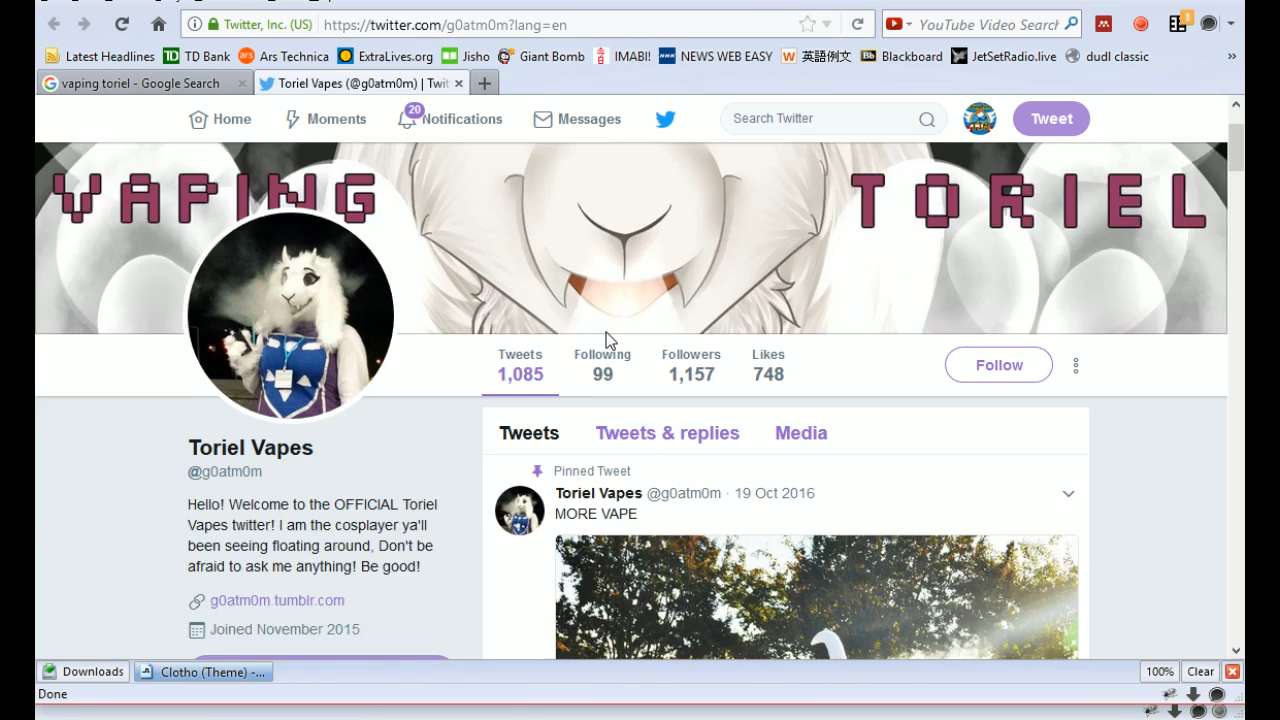 Twitter, Inc. (US) https://twitter.com/g0atm0m?lang=en YouTube Video Search
Latest Headlines TD TD Bank ars Ars Technica ExtraLives.org Jisho Giant Bomb IMABI! NEWS WEB EASY W 英語例文 Bb Blackboard JetSetRadio.live dudl classic »
vaping toriel - Google Search Toriel Vapes (@g0atm0m) | Twit
Home Moments 20 Notifications Messages Search Twitter Tweet
VAPING TORIEL
Tweets Following Followers Likes
1,085 99 1,157 748
Follow
Tweets Tweets & replies Media
Toriel Vapes
@g0atm0m
Hello! Welcome to the OFFICIAL Toriel
Vapes twitter! I am the cosplayer ya'll
been seeing floating around, Don't be
afraid to ask me anything! Be good!
g0atm0m.tumblr.com
Joined November 2015
Pinned Tweet
Toriel Vapes @g0atm0m · 19 Oct 2016
MORE VAPE
Downloads Clotho (Theme) -... 100% Clear
Done